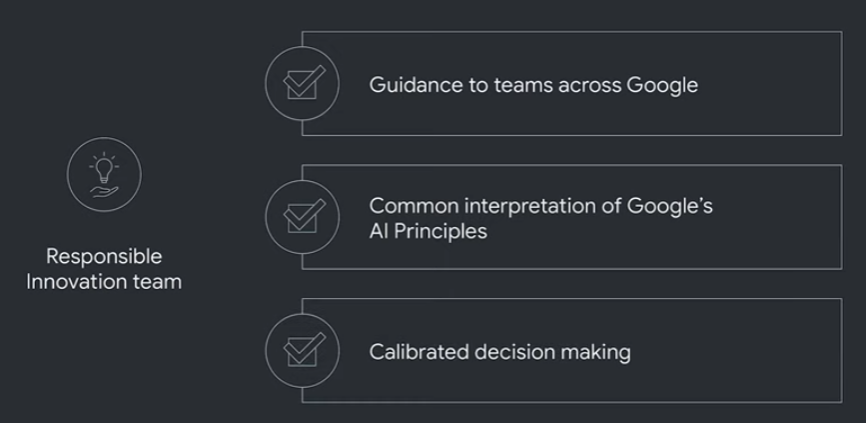 Guidance to teams across Google
Common interpretation of Google's
AI Principles
Responsible
Innovation team
Calibrated decision making